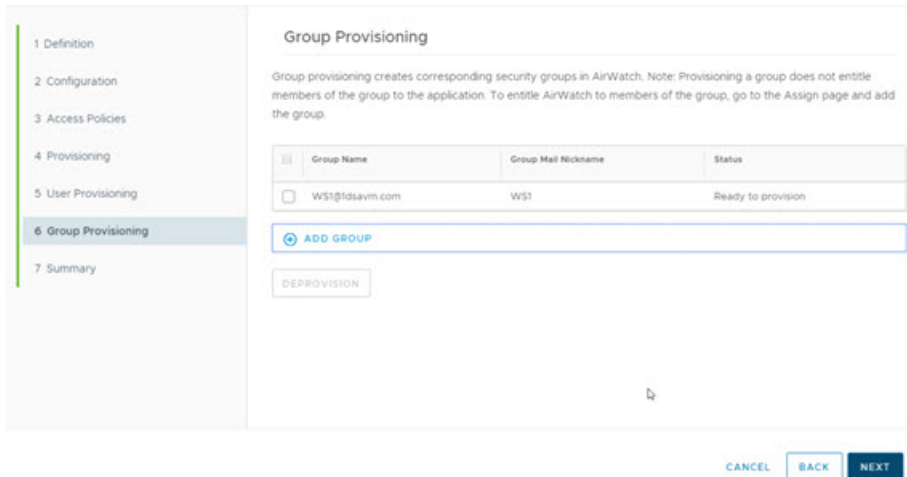 1 Definition
2 Configuration
3 Access Policies
4 Provisioning
5 User Provisioning
6 Group Provisioning
7 Summary
Group Provisioning
Group provisioning creates corresponding security groups in AirWatch. Note: Provisioning a group does not entitle
members of the group to the application. To entitle AirWatch to members of the group, go to the Assign page and add
the group.
Group Name Group Mail Nickname Status
WS1@1dsavm.com WS1 Ready to provision
ADD GROUP
DEPROVISION
CANCEL BACK NEXT